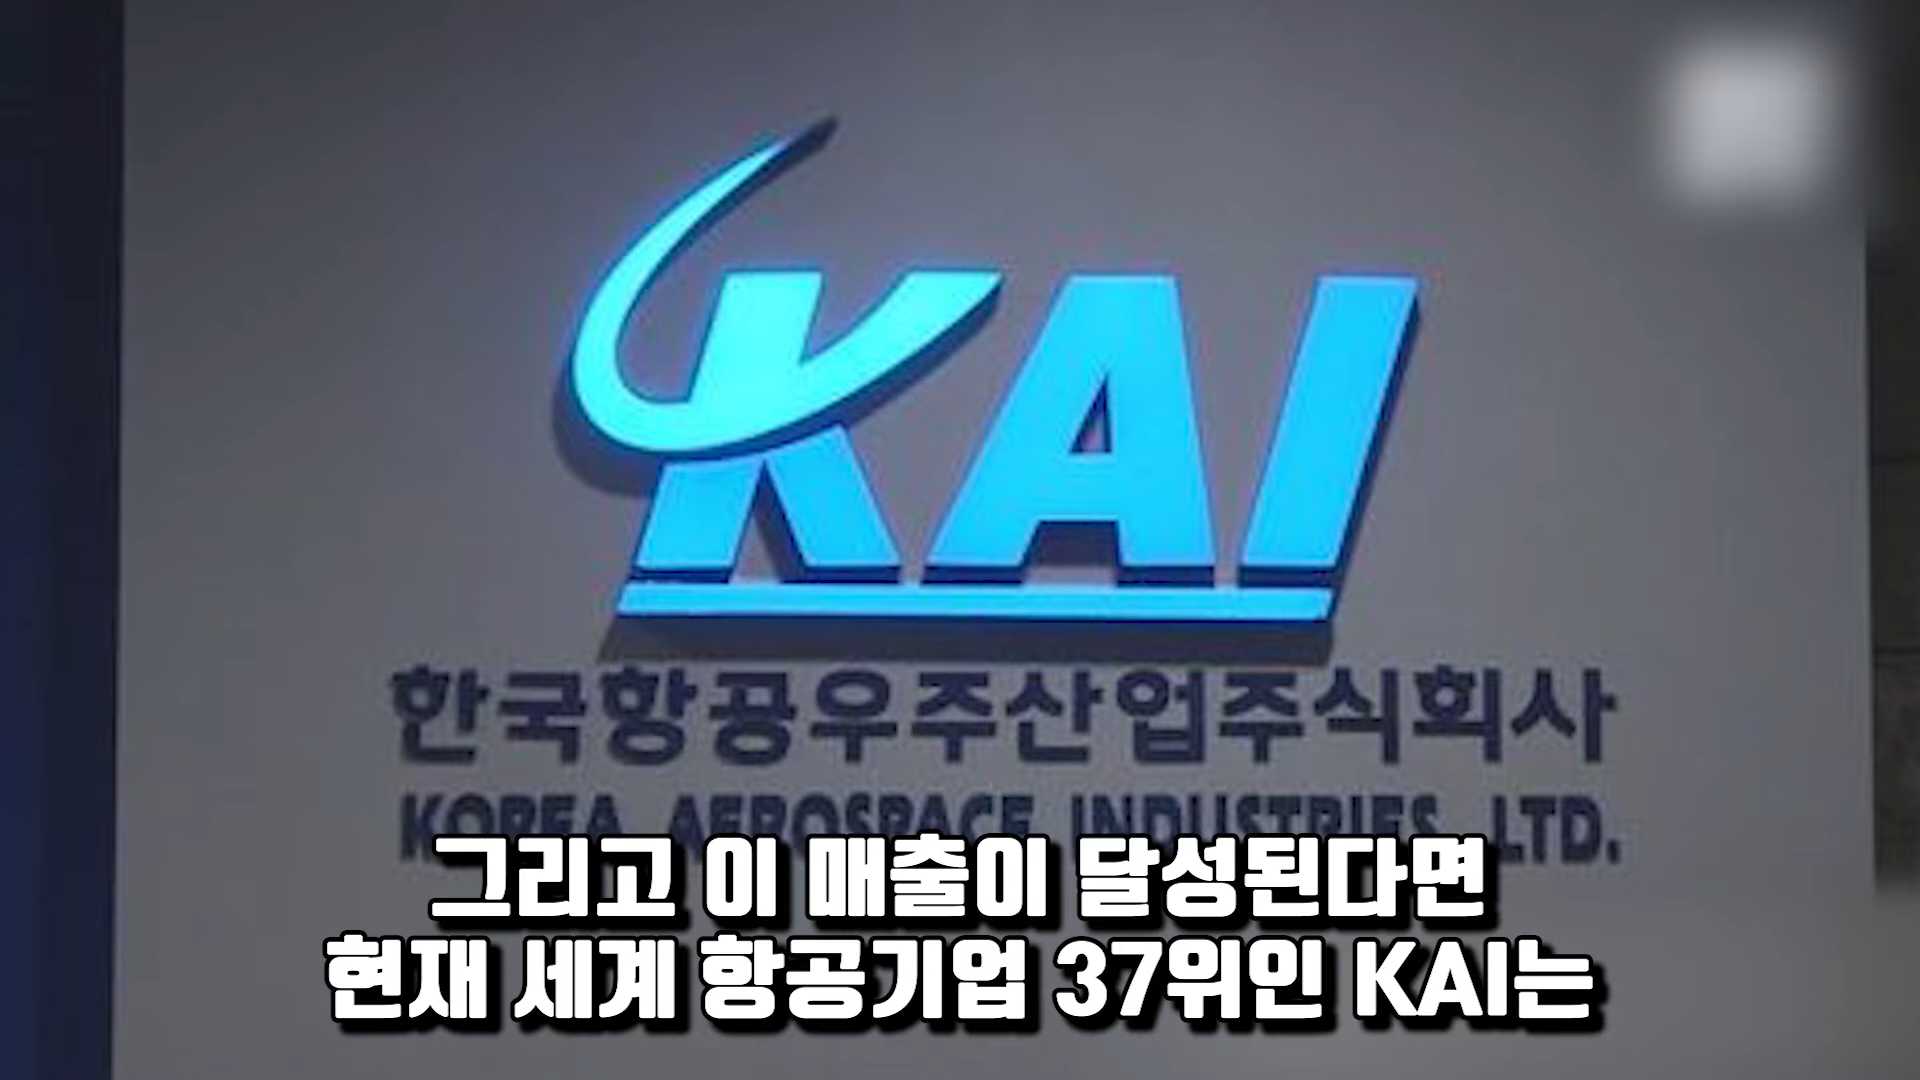 KAI
한국항공우주산업주식회사
KOREA AEROSPACE INDUSTRIES, LTD.
그리고 이 매출이 달성된다면
현재 세계 항공기업 37위인 KAI는